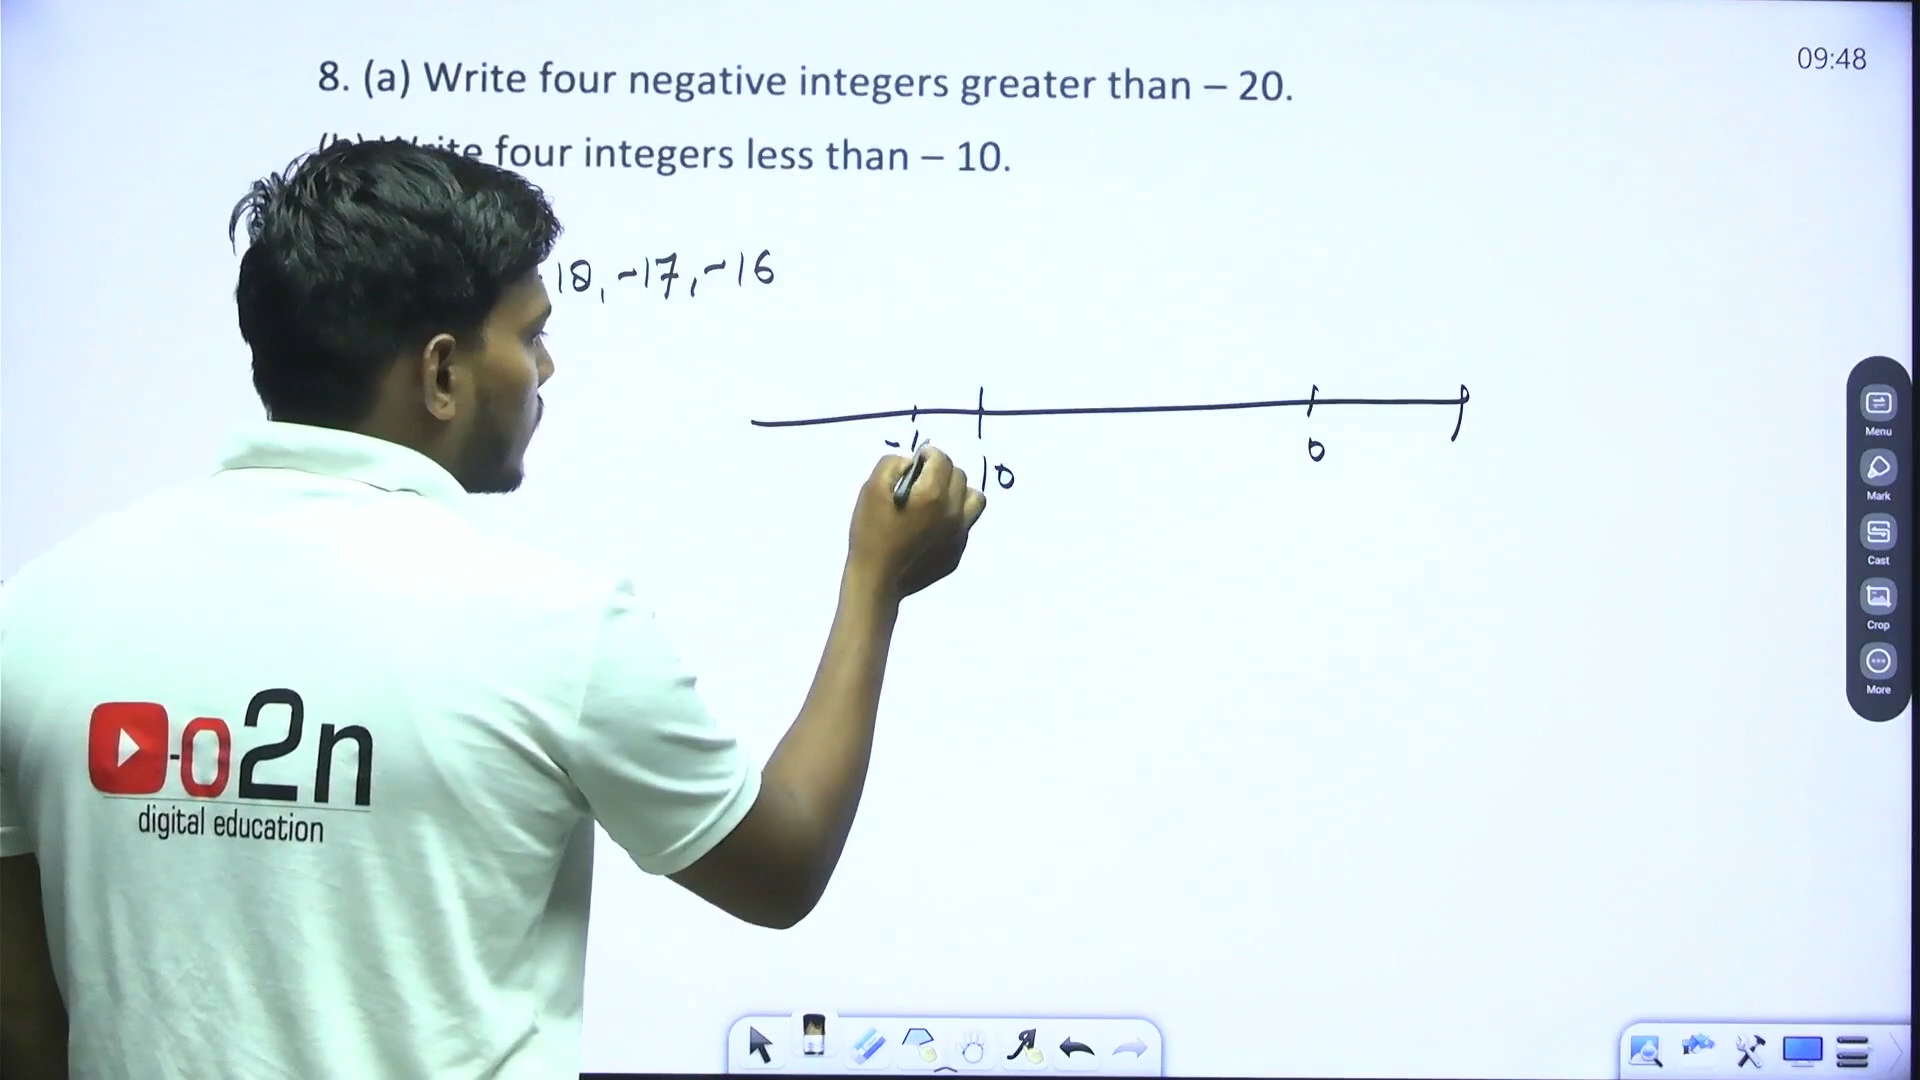 09:48
8. (a) Write four negative integers greater than – 20.
four integers less than – 10.
18, -17, -16
-1
10
0
Menu
Mark
Cast
Crop
More
o2n
digital education